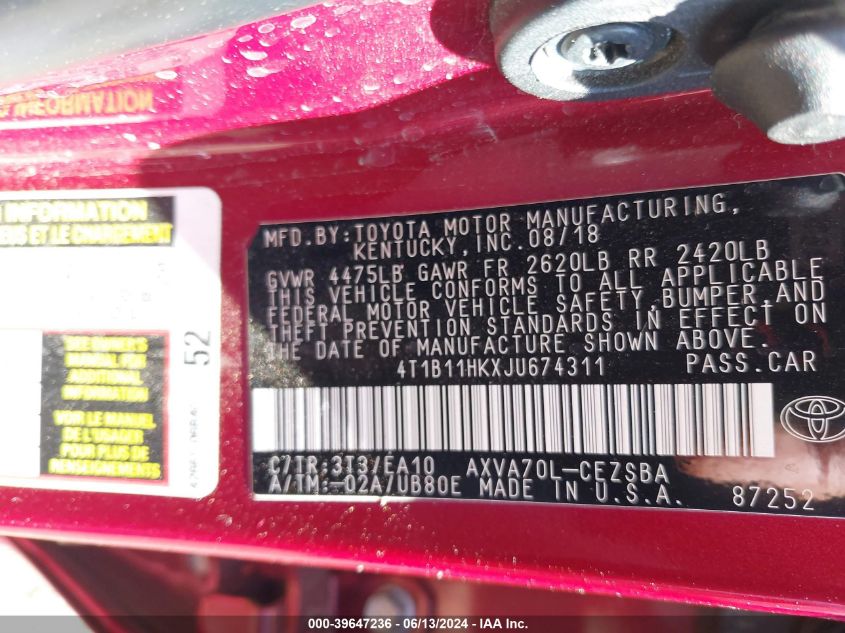 INFORMATION
INFORMATION
ET LE CHARGEMENT
52
SEE OWNER'S
MANUAL FOR
ADDITIONAL
INFORMATION
VOIR LE MANUEL
DE L'USAGER
POUR PLUS DE
RENSEIGNEMENTS
MFD.BY:TOYOTA MOTOR MANUFACTURING,
KENTUCKY,INC.08/18
GVWR 4475LB GAWR FR 2620LB RR 2420LB
THIS VEHICLE CONFORMS TO ALL APPLICABLE
FEDERAL MOTOR VEHICLE SAFETY,BUMPER,AND
THEFT PREVENTION STANDARDS IN EFFECT ON
THE DATE OF MANUFACTURE SHOWN ABOVE.
4T1B11HKXJU674311 PASS.CAR
C/TR:3T3/EA10 AXVA70L-CEZSBA
A/TM:-02A/UB80E MADE IN U.S.A.
87252
000-39647236 - 06/13/2024 - IAA Inc.